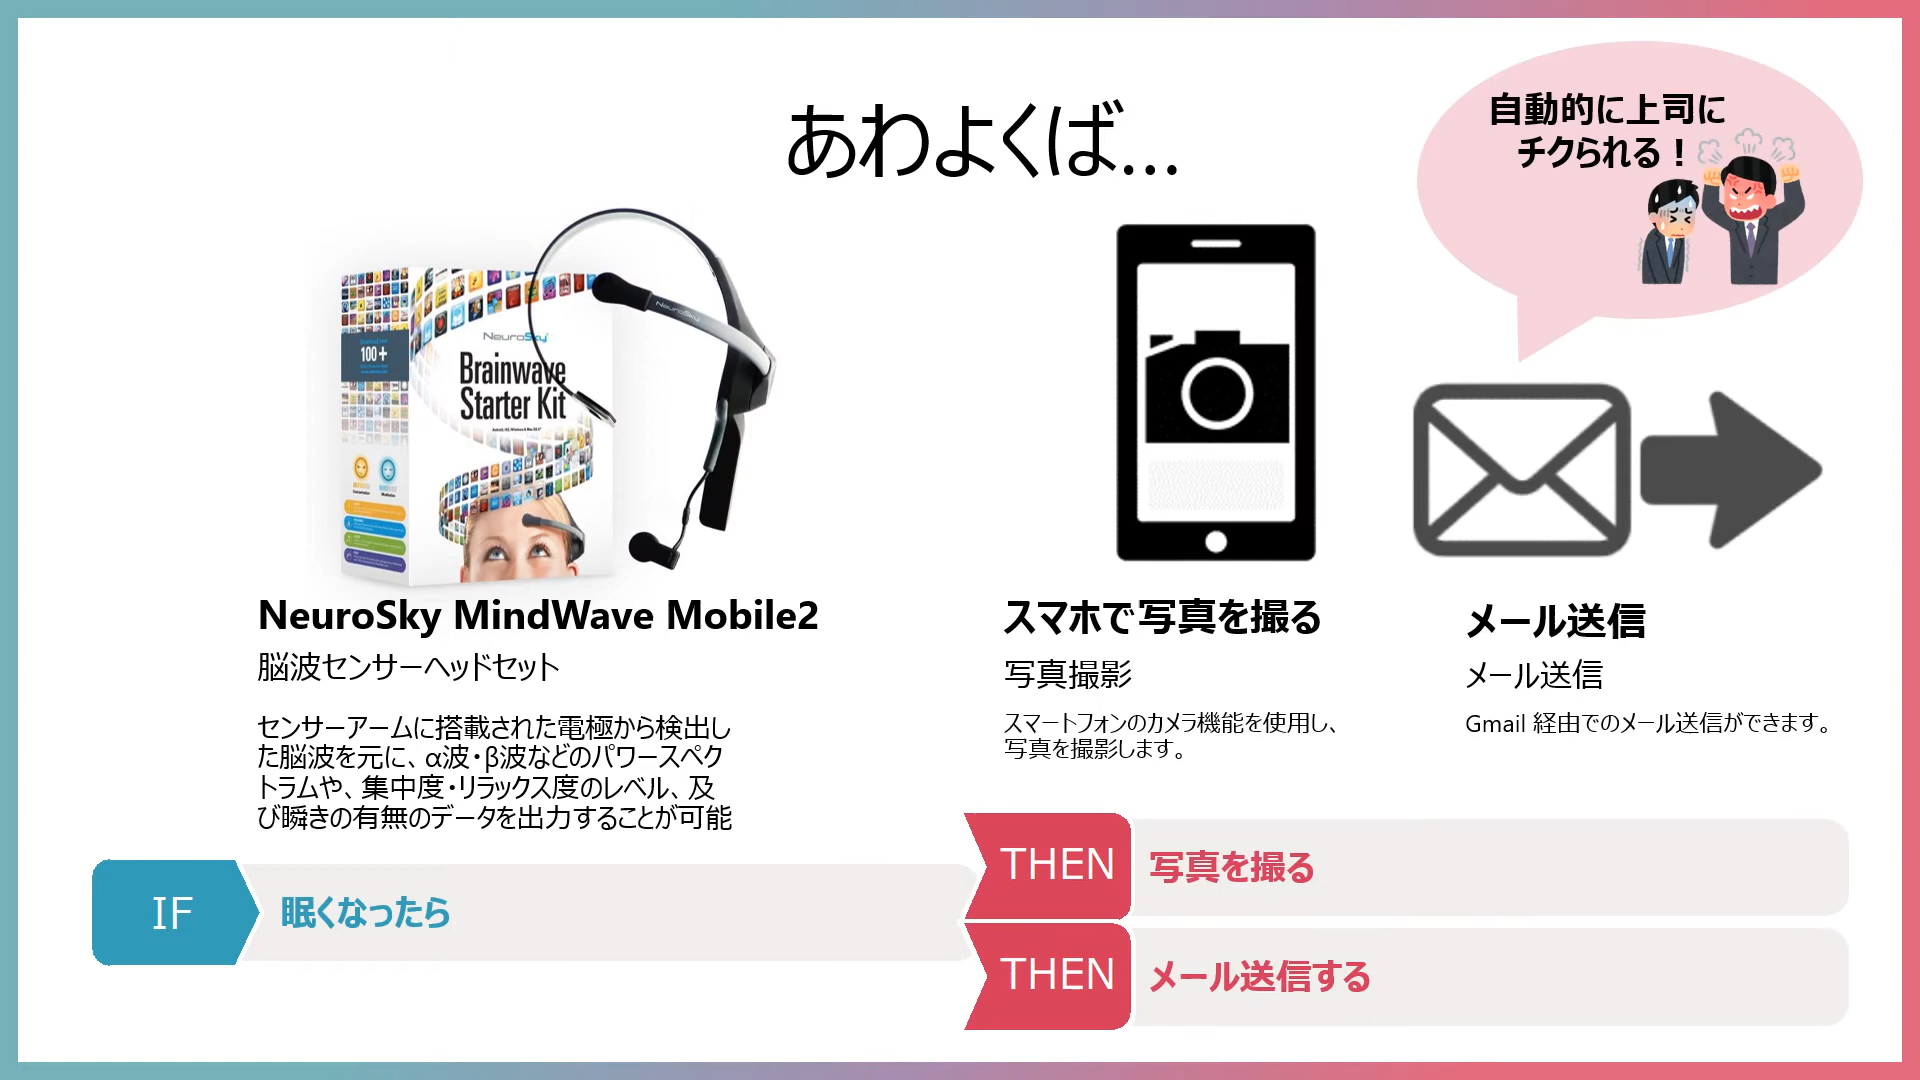 あわよくば…
自動的に上司に
チクられる！
NeuroSky
100+
Brainwave
Starter Kit
NeuroSky
NeuroSky MindWave Mobile2
脳波センサーヘッドセット
センサーアームに搭載された電極から検出し
た脳波を元に、α波・β波などのパワースペク
トラムや、集中度・リラックス度のレベル、及
び瞬きの有無のデータを出力することが可能
スマホで写真を撮る
写真撮影
スマートフォンのカメラ機能を使用し、
写真を撮影します。
メール送信
メール送信
Gmail 経由でのメール送信ができます。
IF
眠くなったら
THEN
写真を撮る
THEN
メール送信する